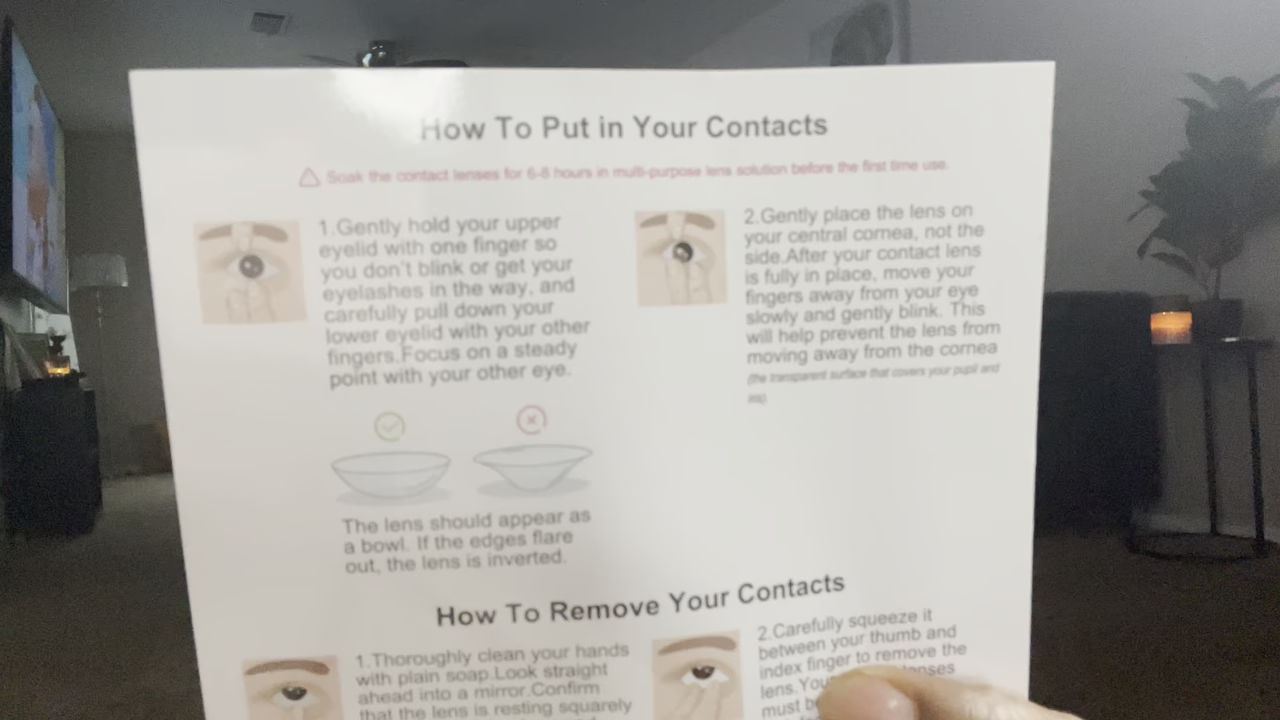 How To Put in Your Contacts
Soak the contact lenses for 6-8 hours in multi-purpose lens solution before the first time use.
1.Gently hold your upper
eyelid with one finger so
you don't blink or get your
eyelashes in the way, and
carefully pull down your
lower eyelid with your other
fingers.Focus on a steady
point with your other eye.
2.Gently place the lens on
your central cornea, not the
side.After your contact lens
is fully in place, move your
fingers away from your eye
slowly and gently blink. This
will help prevent the lens from
moving away from the cornea
(the transparent surface that covers your pupil and
The lens should appear as
a bowl. If the edges flare
out, the lens is inverted.
How To Remove Your Contacts
1.Thoroughly clean your hands
with plain soap.Look straight
ahead into a mirror.Confirm
that the lens is resting squarely
2.Carefully squeeze it
between your thumb and
index finger to remove the
lens.
must